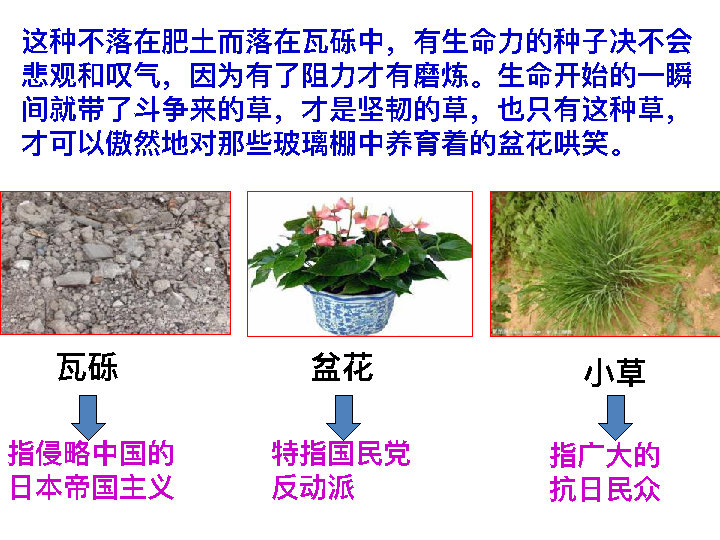 这种不落在肥土而落在瓦砾中，有生命力的种子决不会
悲观和叹气，因为有了阻力才有磨炼。生命开始的一瞬
间就带了斗争来的草，才是坚韧的草，也只有这种草，
才可以傲然地对那些玻璃棚中养育着的盆花哄笑。
瓦砾
盆花
小草
指侵略中国的
日本帝国主义
特指国民党
反动派
指广大的
抗日民众